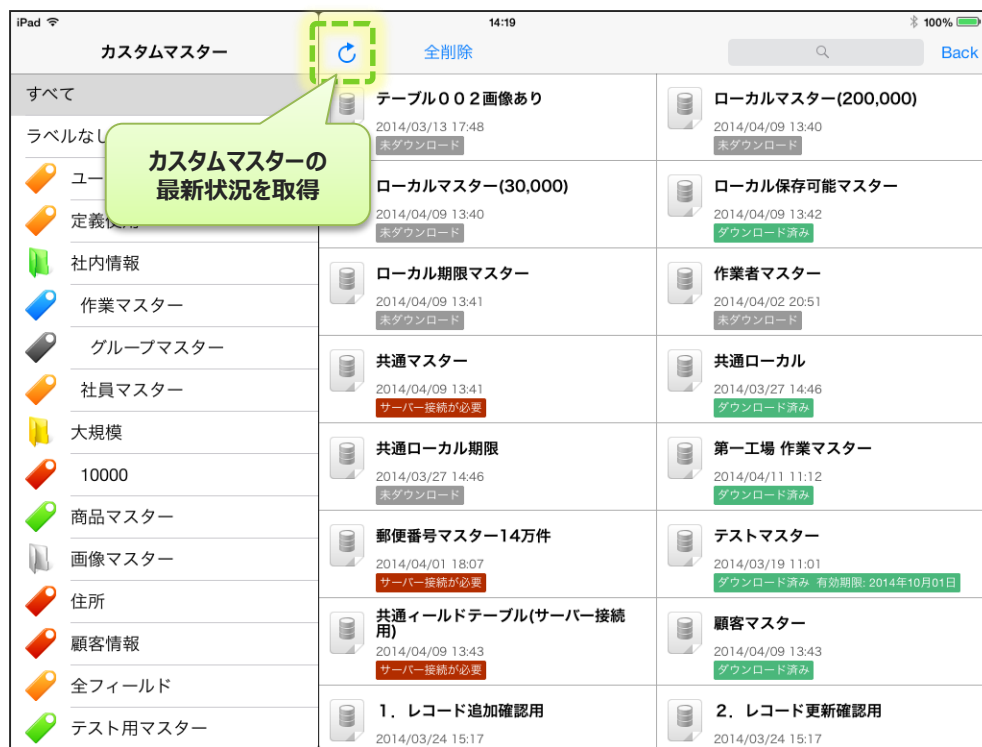 iPad
14:19
100%
カスタムマスター
全削除
Back
すべて
ラベルなし
ユー
定義使用
社内情報
作業マスター
グループマスター
社員マスター
大規模
10000
商品マスター
画像マスター
住所
顧客情報
全フィールド
テスト用マスター
カスタムマスターの
最新状況を取得
テーブル００２画像あり
2014/03/13 17:48
未ダウンロード
ローカルマスター(200,000)
2014/04/09 13:40
未ダウンロード
ローカルマスター(30,000)
2014/04/09 13:40
未ダウンロード
ローカル保存可能マスター
2014/04/09 13:42
ダウンロード済み
ローカル期限マスター
2014/04/09 13:41
未ダウンロード
作業者マスター
2014/04/02 20:51
未ダウンロード
共通マスター
2014/04/09 13:41
サーバー接続が必要
共通ローカル
2014/03/27 14:46
ダウンロード済み
共通ローカル期限
2014/03/27 14:46
未ダウンロード
第一工場 作業マスター
2014/04/11 11:12
ダウンロード済み
郵便番号マスター14万件
2014/04/01 18:07
サーバー接続が必要
テストマスター
2014/03/19 11:01
ダウンロード済み 有効期限: 2014年10月01日
共通ィールドテーブル(サーバー接続
用)
2014/04/09 13:43
サーバー接続が必要
顧客マスター
2014/04/09 13:43
ダウンロード済み
１．レコード追加確認用
2014/03/24 15:17
２．レコード更新確認用
2014/03/24 15:17